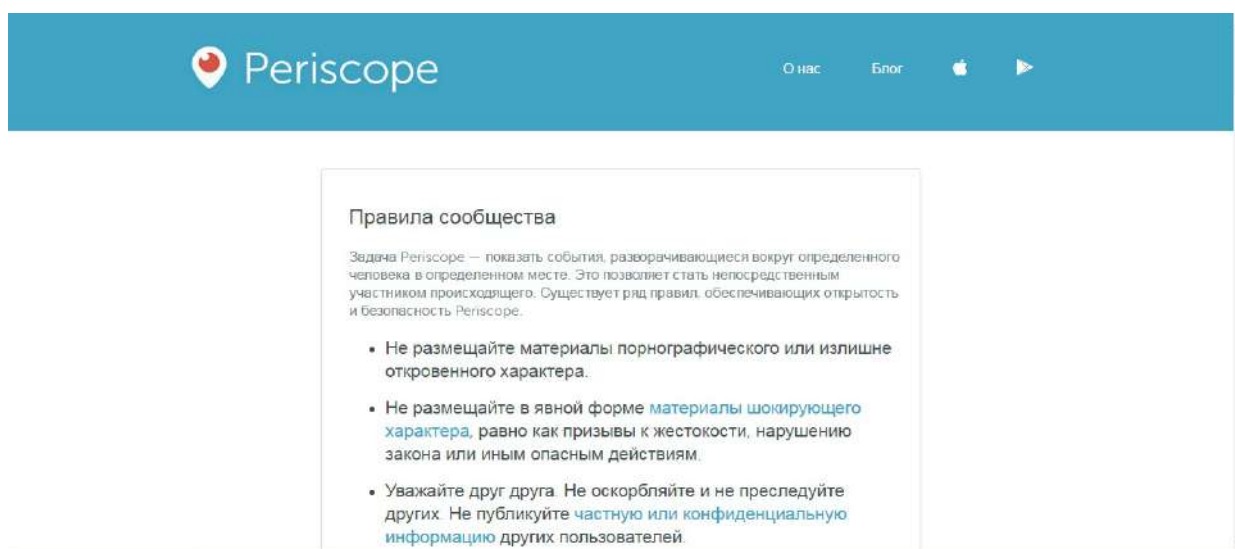 Periscope
О нас Блог
Правила сообщества
Задача Periscope — показать события, разворачивающиеся вокруг определенного
человека в определенном месте. Это позволяет стать непосредственным
участником происходящего. Существует ряд правил, обеспечивающих открытость
и безопасность Periscope.
• Не размещайте материалы порнографического или излишне
откровенного характера.
• Не размещайте в явной форме материалы шокирующего
характера, равно как призывы к жестокости, нарушению
закона или иным опасным действиям.
• Уважайте друг друга. Не оскорбляйте и не преследуйте
других. Не публикуйте частную или конфиденциальную
информацию других пользователей.